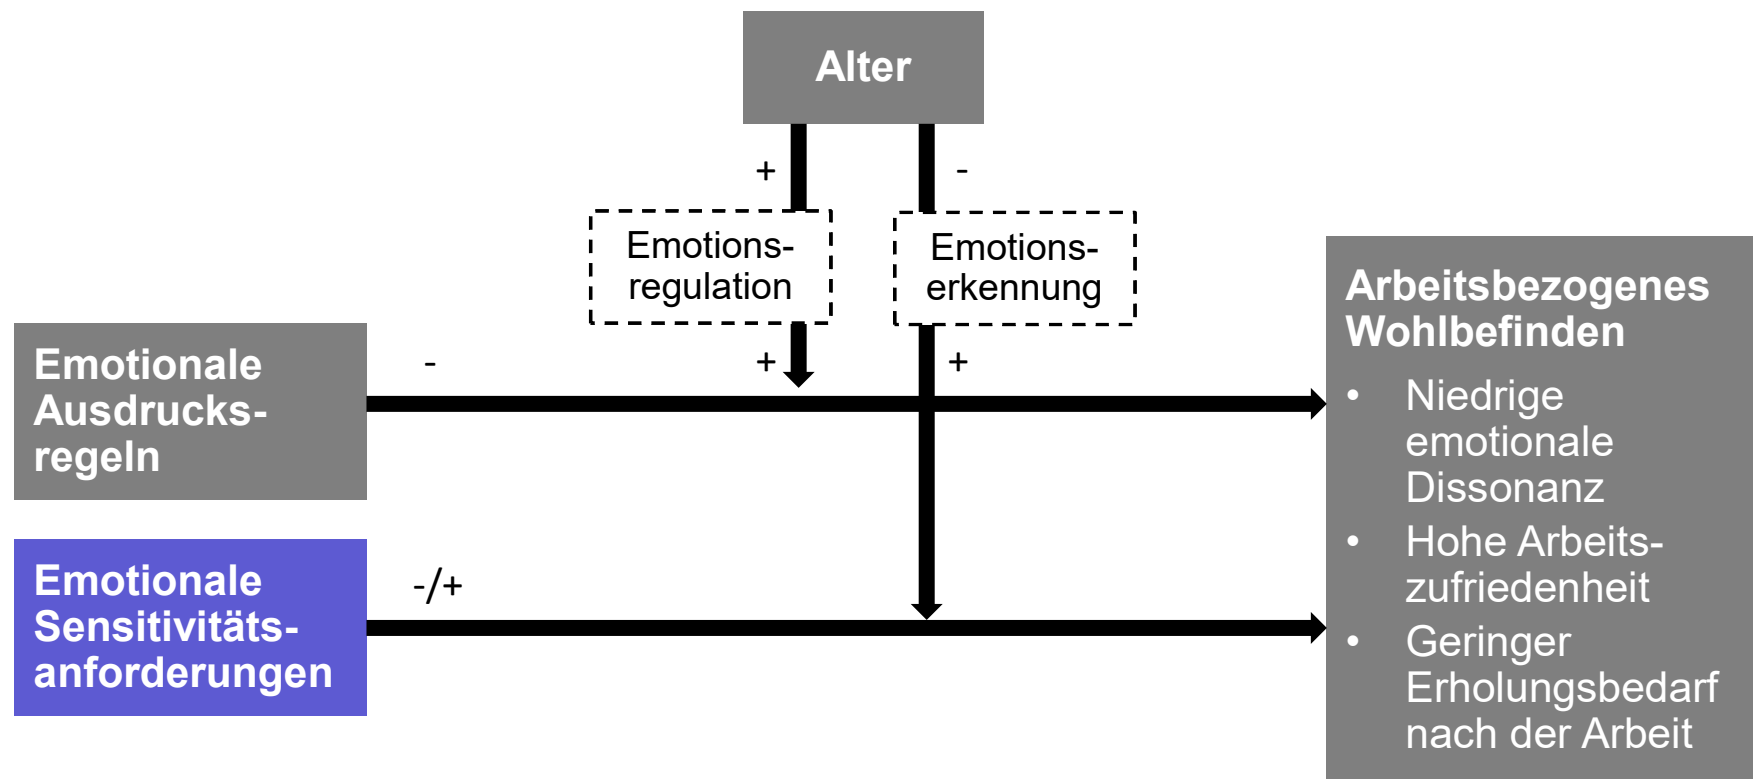 Alter
+
-
Emotions-
regulation
Emotions-
erkennung
+
+
Emotionale
Ausdrucks-
regeln
-
Emotionale
Sensitivitäts-
anforderungen
-/+
Arbeitsbezogenes
Wohlbefinden
• Niedrige
emotionale
Dissonanz
• Hohe Arbeits-
zufriedenheit
• Geringer
Erholungsbedarf
nach der Arbeit